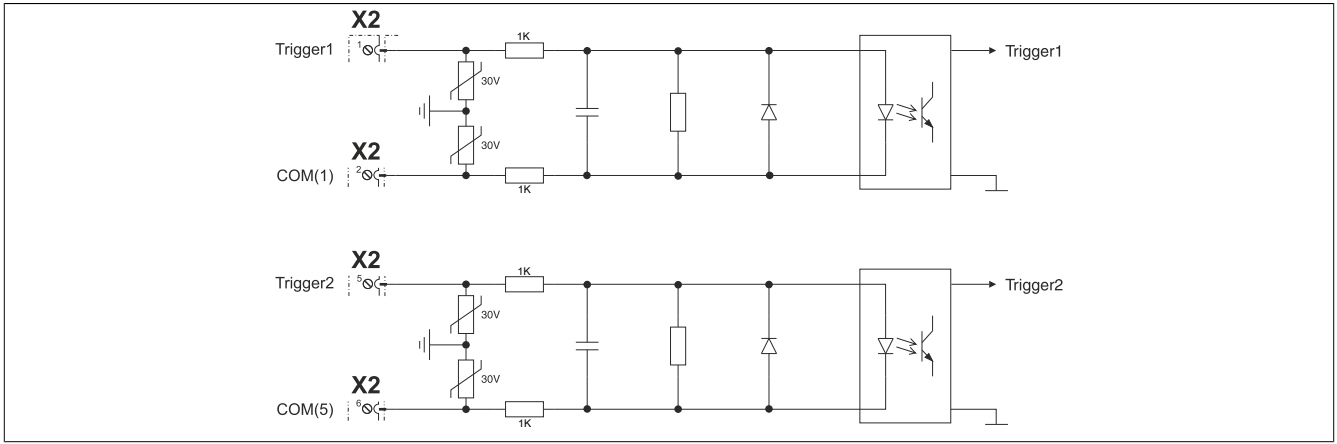 X2
Trigger1
1
1K
Trigger1
30V
30V
X2
COM(1)
2
1K
X2
Trigger2
5
1K
Trigger2
30V
30V
X2
COM(5)
6
1K